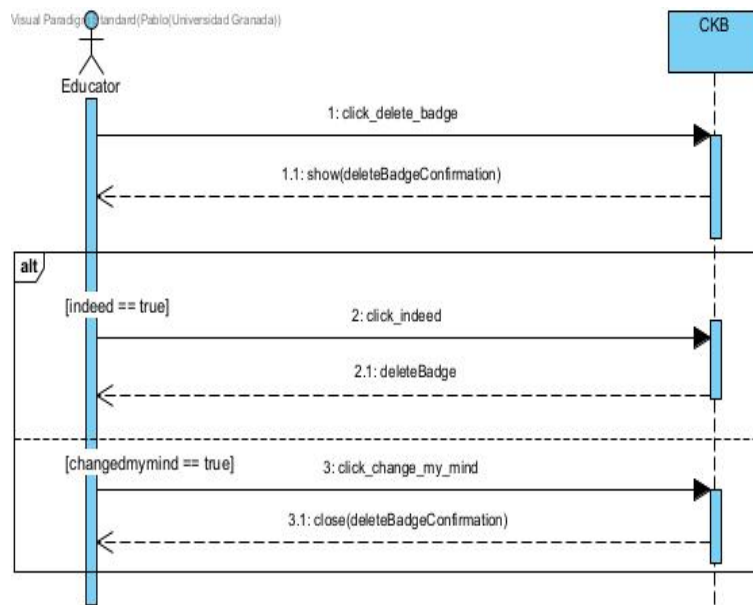 Visual Paradigm Standard(Pablo(Universidad Granada))
CKB
Educator
1: click_delete_badge
1.1: show(deleteBadgeConfirmation)
alt
[indeed == true]
2: click_indeed
2.1: deleteBadge
[changedmymind == true]
3: click_change_my_mind
3.1: close(deleteBadgeConfirmation)